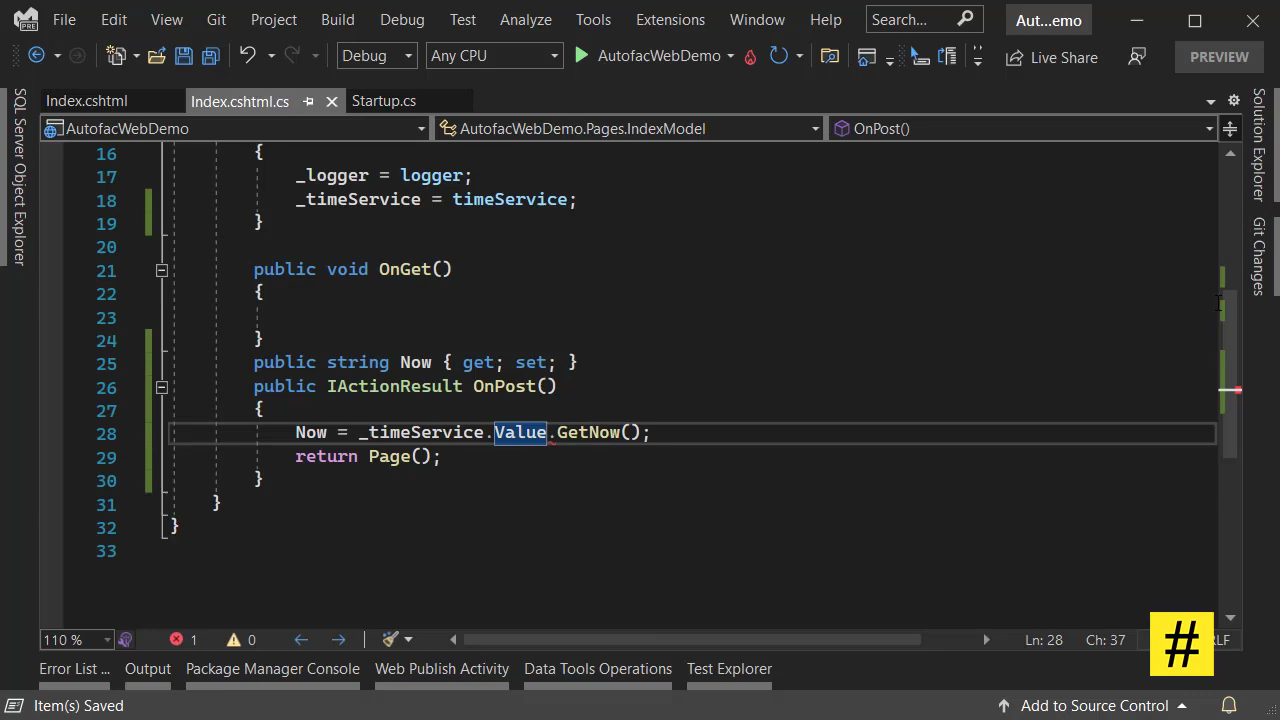 File Edit View Git Project Build Debug Test Analyze Tools Extensions Window Help Search... Aut...emo
Debug Any CPU AutofacWebDemo Live Share PREVIEW
Index.cshtml Index.cshtml.cs Startup.cs
AutofacWebDemo AutofacWebDemo.Pages.IndexModel OnPost()
SQL Server Object Explorer
Solution Explorer
Git Changes
16 {
17 _logger = logger;
18 _timeService = timeService;
19 }
20
21 public void OnGet()
22 {
23
24 }
25 public string Now { get; set; }
26 public IActionResult OnPost()
27 {
28 Now = _timeService.Value.GetNow();
29 return Page();
30 }
31 }
32 }
33
110 % 1 0 Ln: 28 Ch: 37 LF
#
Error List ... Output Package Manager Console Web Publish Activity Data Tools Operations Test Explorer
Item(s) Saved Add to Source Control